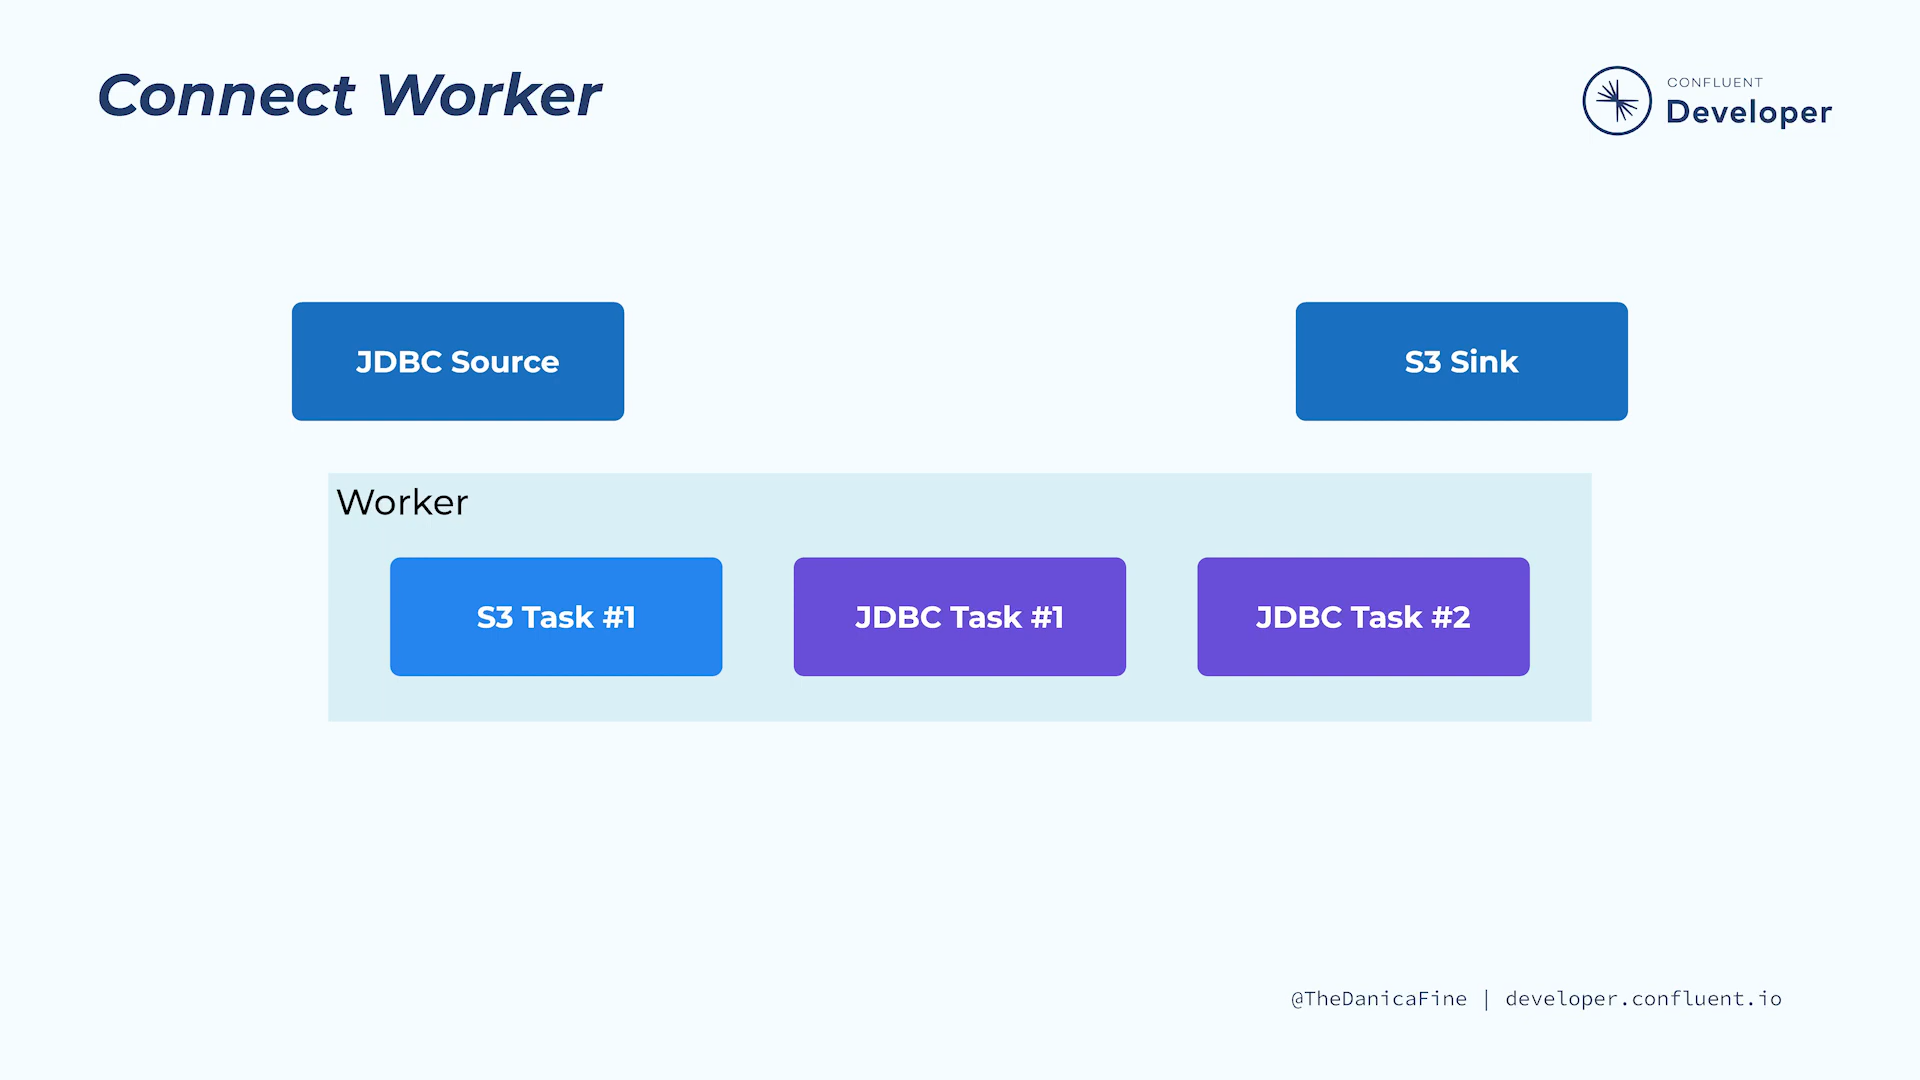 Connect Worker
CONFLUENT
Developer
JDBC Source
S3 Sink
Worker
S3 Task #1
JDBC Task #1
JDBC Task #2
@TheDanicaFine | developer.confluent.io